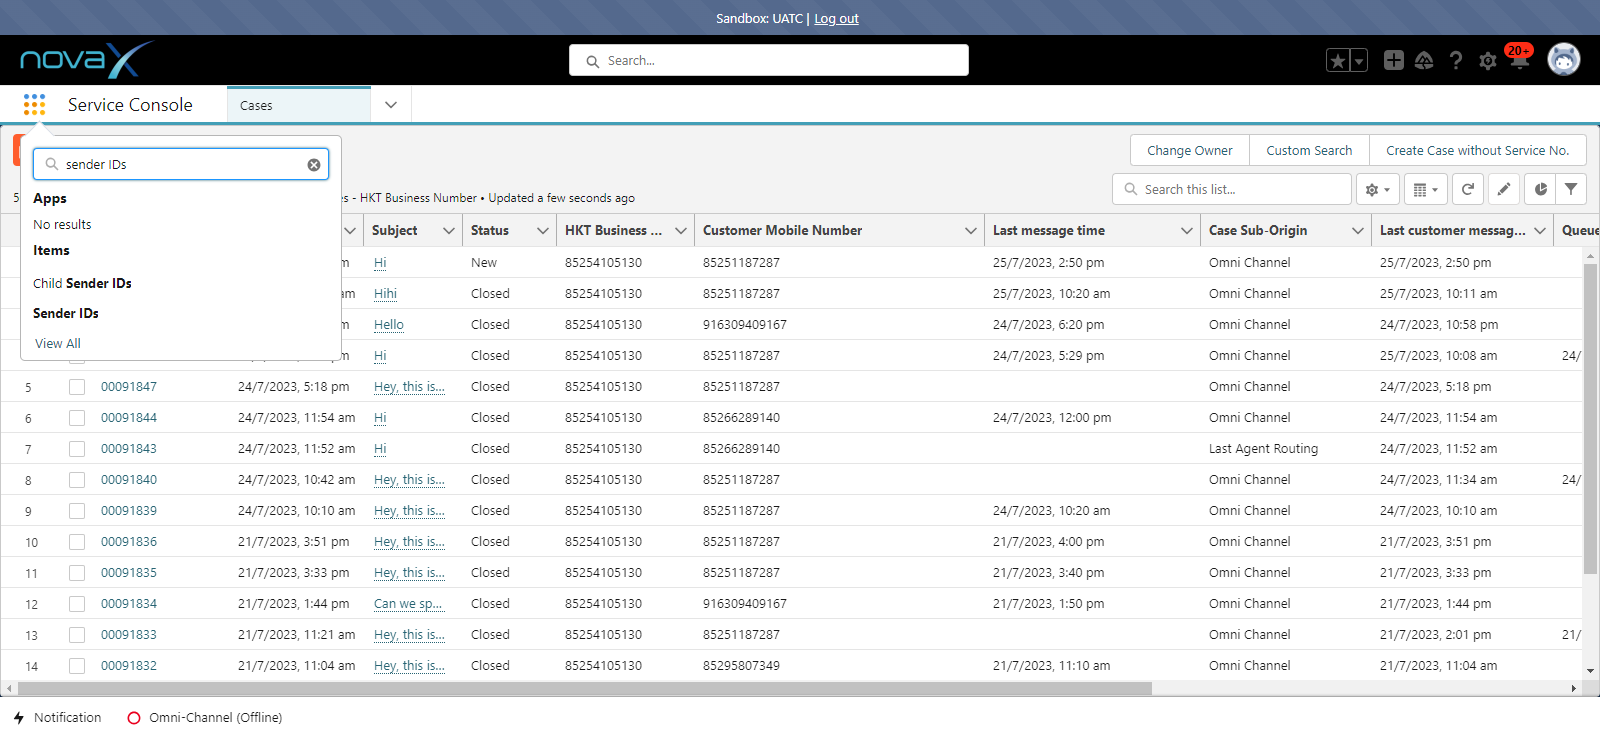 Sandbox: UATC | Log out
novaX
Search...
20+
Service Console
Cases
sender IDs
Apps
No results
Items
Child Sender IDs
Sender IDs
View All
Change Owner
Custom Search
Create Case without Service No.
5
s - HKT Business Number • Updated a few seconds ago
Search this list...
Subject Status HKT Business ... Customer Mobile Number Last message time Case Sub-Origin Last customer messag... Queue
m Hi New 85254105130 85251187287 25/7/2023, 2:50 pm Omni Channel 25/7/2023, 2:50 pm
am Hihi Closed 85254105130 85251187287 25/7/2023, 10:20 am Omni Channel 25/7/2023, 10:11 am
m Hello Closed 85254105130 916309409167 24/7/2023, 6:20 pm Omni Channel 24/7/2023, 10:58 pm
m Hi Closed 85254105130 85251187287 24/7/2023, 5:29 pm Omni Channel 25/7/2023, 10:08 am 24/
5 00091847 24/7/2023, 5:18 pm Hey, this is... Closed 85254105130 85251187287 Omni Channel 24/7/2023, 5:18 pm
6 00091844 24/7/2023, 11:54 am Hi Closed 85254105130 85266289140 24/7/2023, 12:00 pm Omni Channel 24/7/2023, 11:54 am
7 00091843 24/7/2023, 11:52 am Hi Closed 85254105130 85266289140 Last Agent Routing 24/7/2023, 11:52 am
8 00091840 24/7/2023, 10:42 am Hey, this is... Closed 85254105130 85251187287 Omni Channel 24/7/2023, 11:34 am 24/
9 00091839 24/7/2023, 10:10 am Hey, this is... Closed 85254105130 85251187287 24/7/2023, 10:20 am Omni Channel 24/7/2023, 10:10 am
10 00091836 21/7/2023, 3:51 pm Hey, this is... Closed 85254105130 85251187287 21/7/2023, 4:00 pm Omni Channel 21/7/2023, 3:51 pm
11 00091835 21/7/2023, 3:33 pm Hey, this is... Closed 85254105130 85251187287 21/7/2023, 3:40 pm Omni Channel 21/7/2023, 3:33 pm
12 00091834 21/7/2023, 1:44 pm Can we sp... Closed 85254105130 916309409167 21/7/2023, 1:50 pm Omni Channel 21/7/2023, 1:44 pm
13 00091833 21/7/2023, 11:21 am Hey, this is... Closed 85254105130 85251187287 Omni Channel 21/7/2023, 2:01 pm 21/
14 00091832 21/7/2023, 11:04 am Hey, this is... Closed 85254105130 85295807349 21/7/2023, 11:10 am Omni Channel 21/7/2023, 11:04 am
Notification
Omni-Channel (Offline)